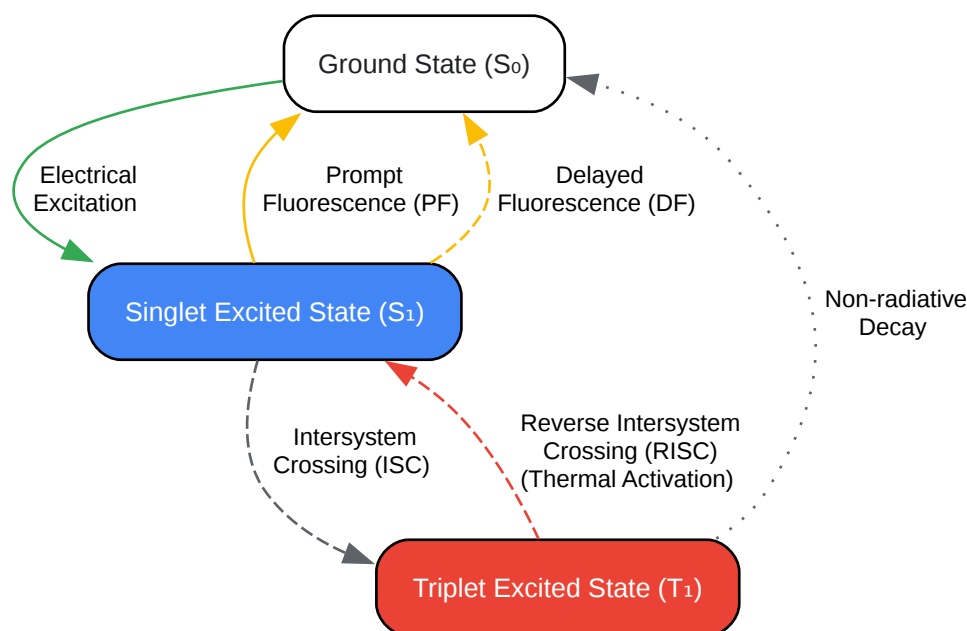 Ground State (S₀)
Electrical
Excitation
Prompt
Fluorescence (PF)
Delayed
Fluorescence (DF)
Singlet Excited State (S₁)
Non-radiative
Decay
Intersystem
Crossing (ISC)
Reverse Intersystem
Crossing (RISC)
(Thermal Activation)
Triplet Excited State (T₁)